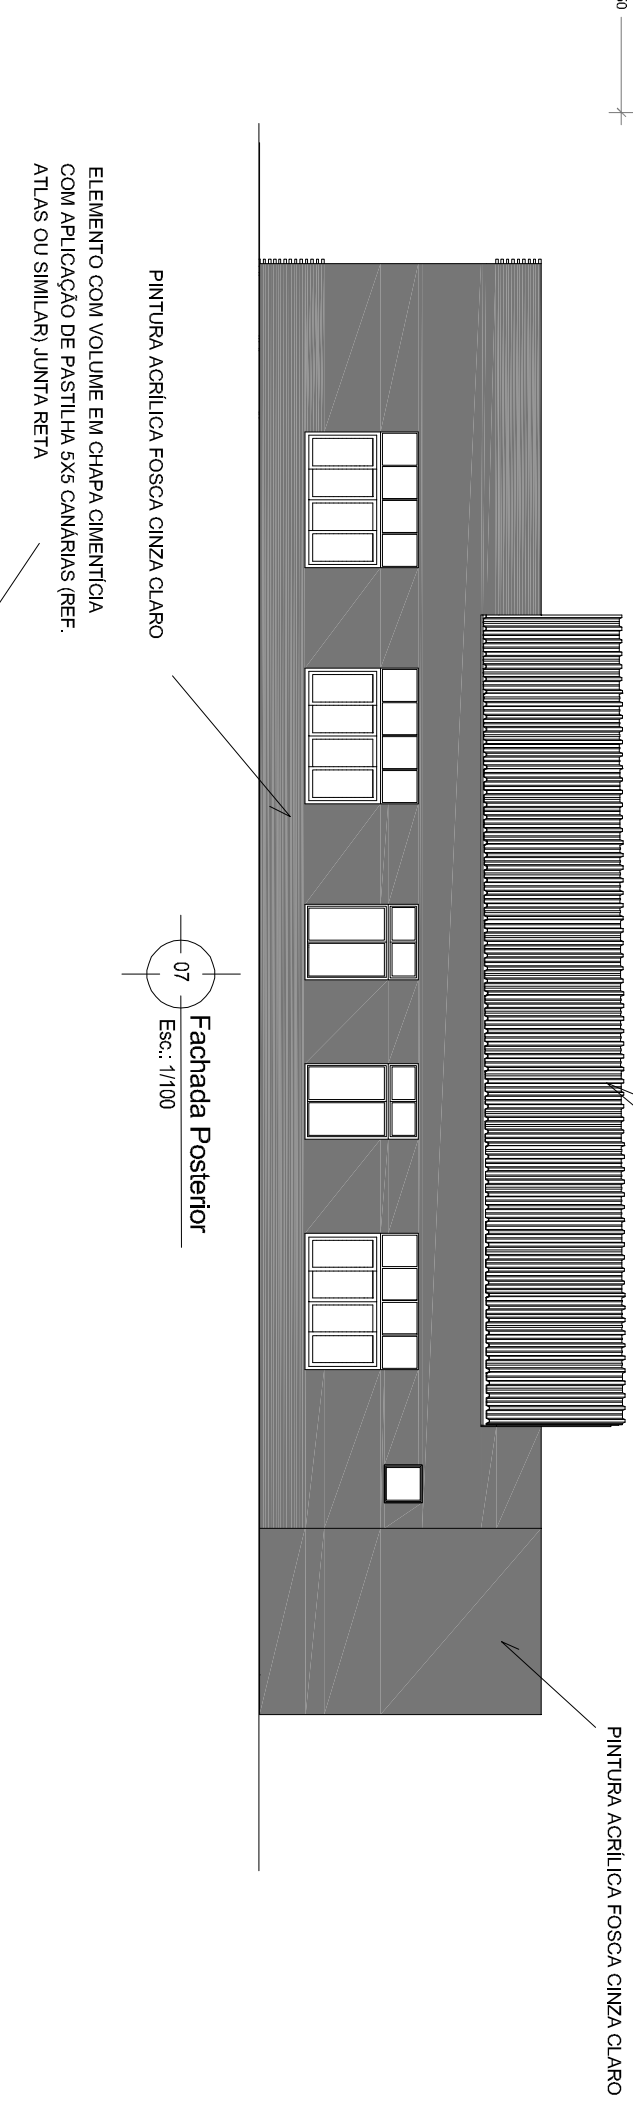 PINTURA ACRÍLICA FOSCA CINZA CLARO
PINTURA ACRÍLICA FOSCA CINZA CLARO
07
Fachada Posterior
Esc.: 1/100
ELEMENTO COM VOLUME EM CHAPA CIMENTÍCIA
COM APLICAÇÃO DE PASTILHA 5X5 CANÁRIAS (REF.
ATLAS OU SIMILAR) JUNTA RETA